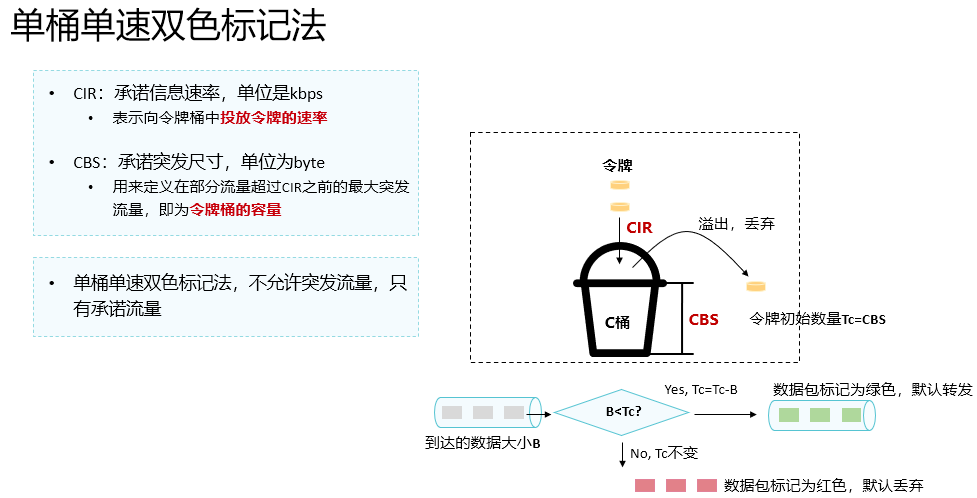 单桶单速双色标记法
• CIR：承诺信息速率，单位是kbps
• 表示向令牌桶中投放令牌的速率
• CBS：承诺突发尺寸，单位为byte
• 用来定义在部分流量超过CIR之前的最大突发
流量，即为令牌桶的容量
• 单桶单速双色标记法，不允许突发流量，只
有承诺流量
令牌
CIR
溢出，丢弃
C桶
CBS
令牌初始数量Tc=CBS
Yes, Tc=Tc-B
数据包标记为绿色，默认转发
B<Tc?
到达的数据大小B
No, Tc不变
数据包标记为红色，默认丢弃